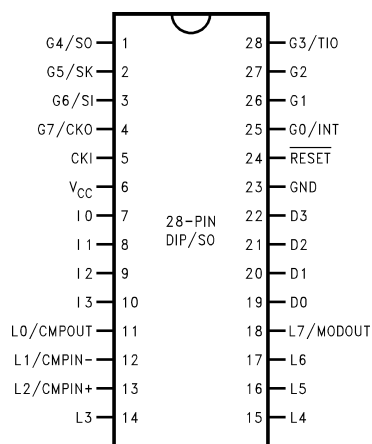 G4/SO 1 28 G3/TIO
G5/SK 2 27 G2
G6/SI 3 26 G1
G7/CKO 4 25 G0/INT
CKI 5 24 RESET
VCC 6 23 GND
I0 7 22 D3
28-PIN
DIP/SO
I1 8 21 D2
I2 9 20 D1
I3 10 19 D0
L0/CMPOUT 11 18 L7/MODOUT
L1/CMPIN- 12 17 L6
L2/CMPIN+ 13 16 L5
L3 14 15 L4